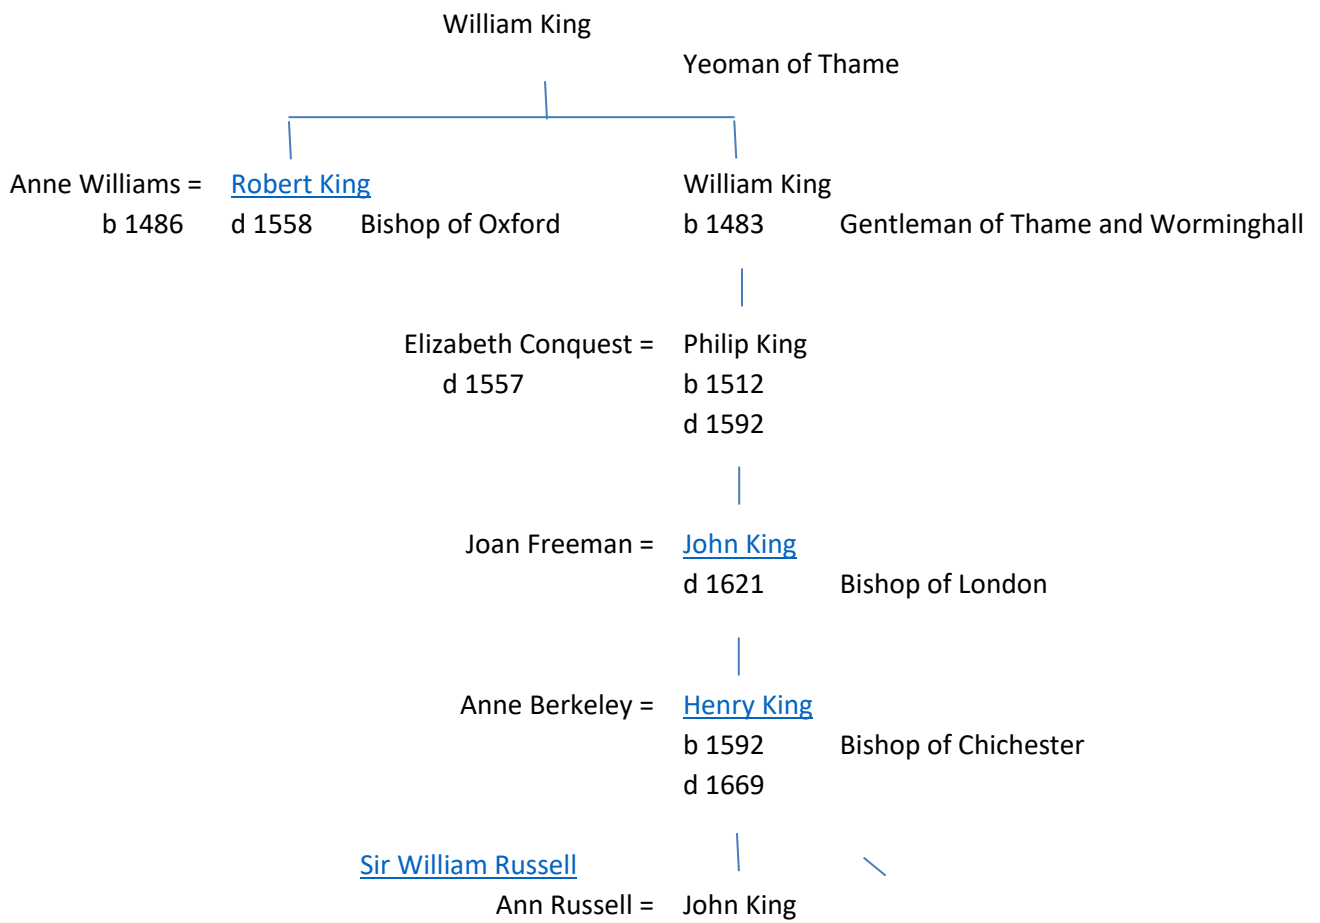 William King
Yeoman of Thame
Anne Williams = Robert King William King
b 1486 d 1558 Bishop of Oxford b 1483 Gentleman of Thame and Worminghall
Elizabeth Conquest = Philip King
d 1557 b 1512
d 1592
Joan Freeman = John King
d 1621 Bishop of London
Anne Berkeley = Henry King
b 1592 Bishop of Chichester
d 1669
Sir William Russell
Ann Russell = John King